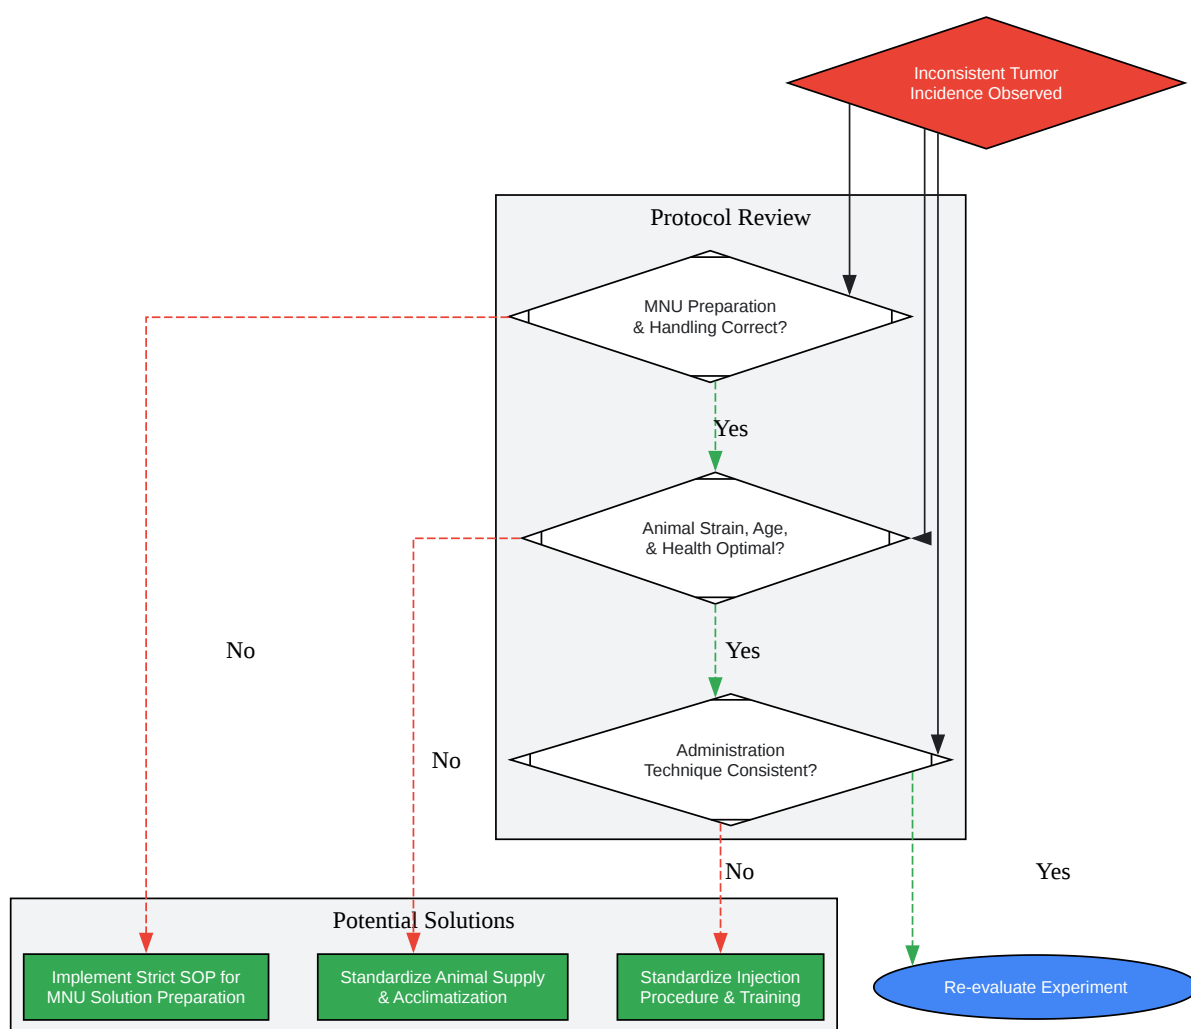 Inconsistent Tumor
Incidence Observed
Protocol Review
MNU Preparation
& Handling Correct?
Yes
Animal Strain, Age,
& Health Optimal?
No
Yes
No
Administration
Technique Consistent?
No
Yes
Potential Solutions
Implement Strict SOP for
MNU Solution Preparation
Standardize Animal Supply
& Acclimatization
Standardize Injection
Procedure & Training
Re-evaluate Experiment